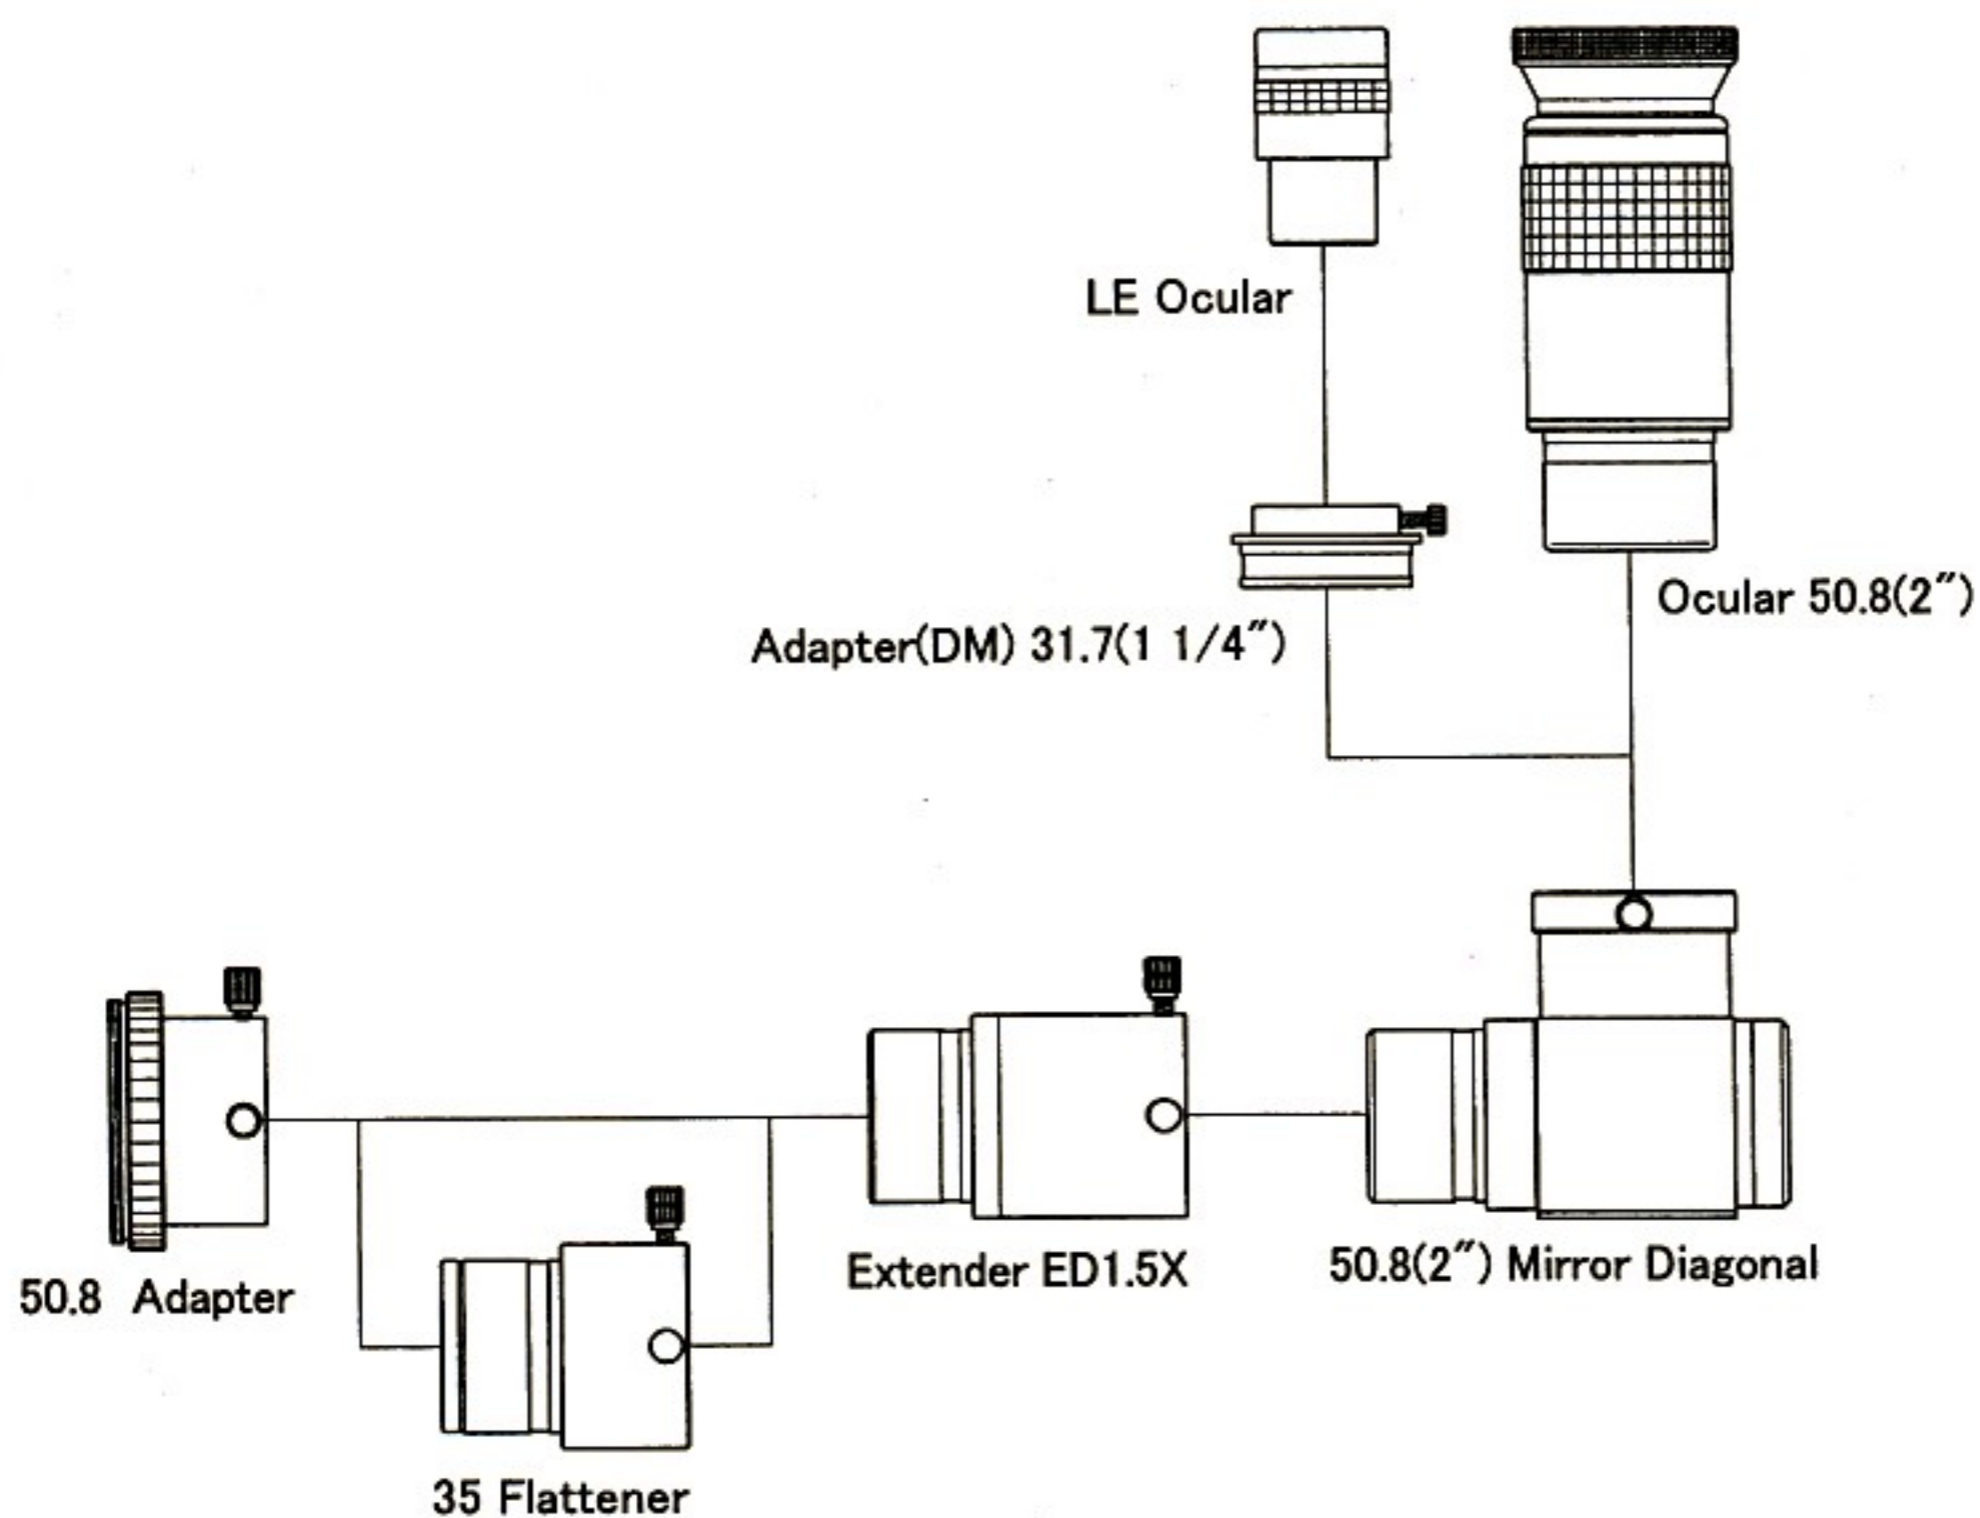 LE Ocular
Ocular 50.8(2″)
Adapter(DM) 31.7(1 1/4″)
50.8 Adapter
Extender ED1.5X
50.8(2″) Mirror Diagonal
35 Flattener